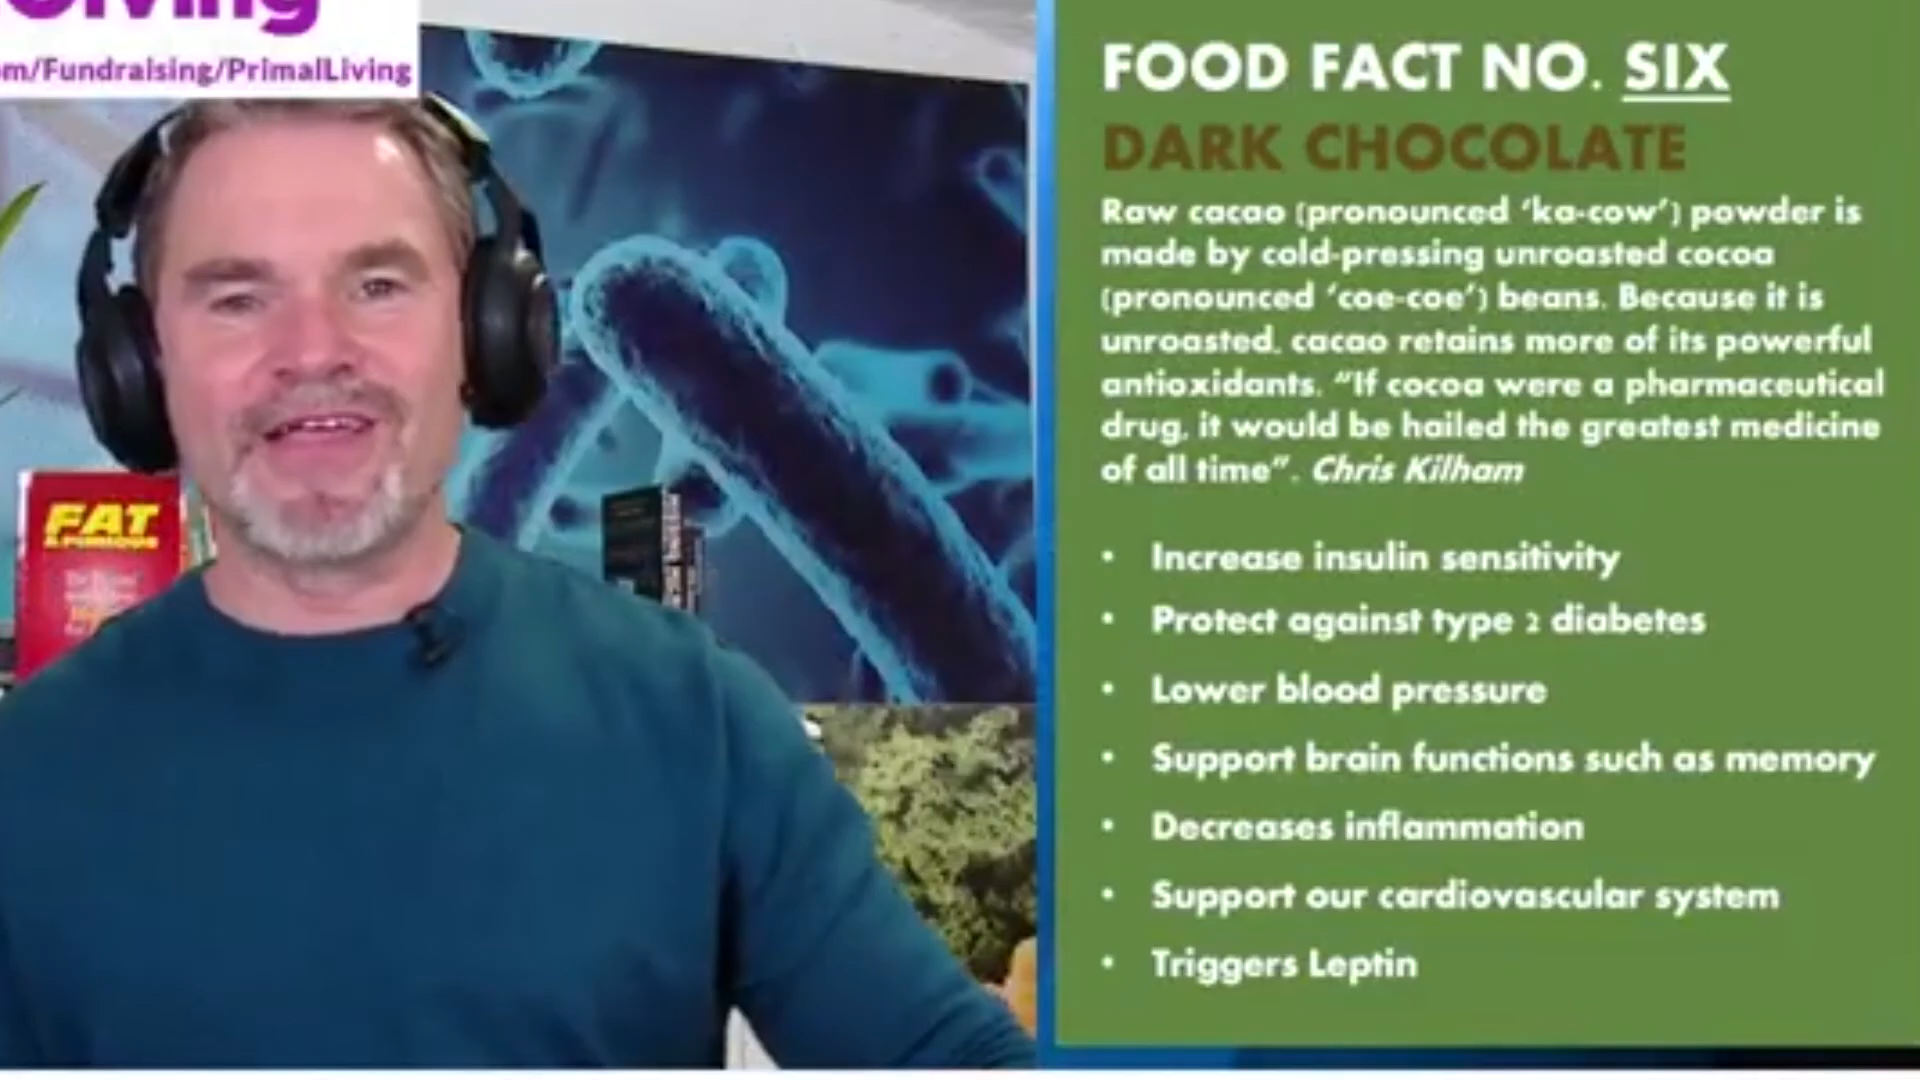 Giving
om/Fundraising/PrimalLiving
FAT
& FURIOUS
FOOD FACT NO. SIX
DARK CHOCOLATE
Raw cacao (pronounced ‘ka-cow’) powder is
made by cold-pressing unroasted cocoa
(pronounced ‘coe-coe’) beans. Because it is
unroasted, cacao retains more of its powerful
antioxidants. “If cocoa were a pharmaceutical
drug, it would be hailed the greatest medicine
of all time”. Chris Kilham
• Increase insulin sensitivity
• Protect against type 2 diabetes
• Lower blood pressure
• Support brain functions such as memory
• Decreases inflammation
• Support our cardiovascular system
• Triggers Leptin